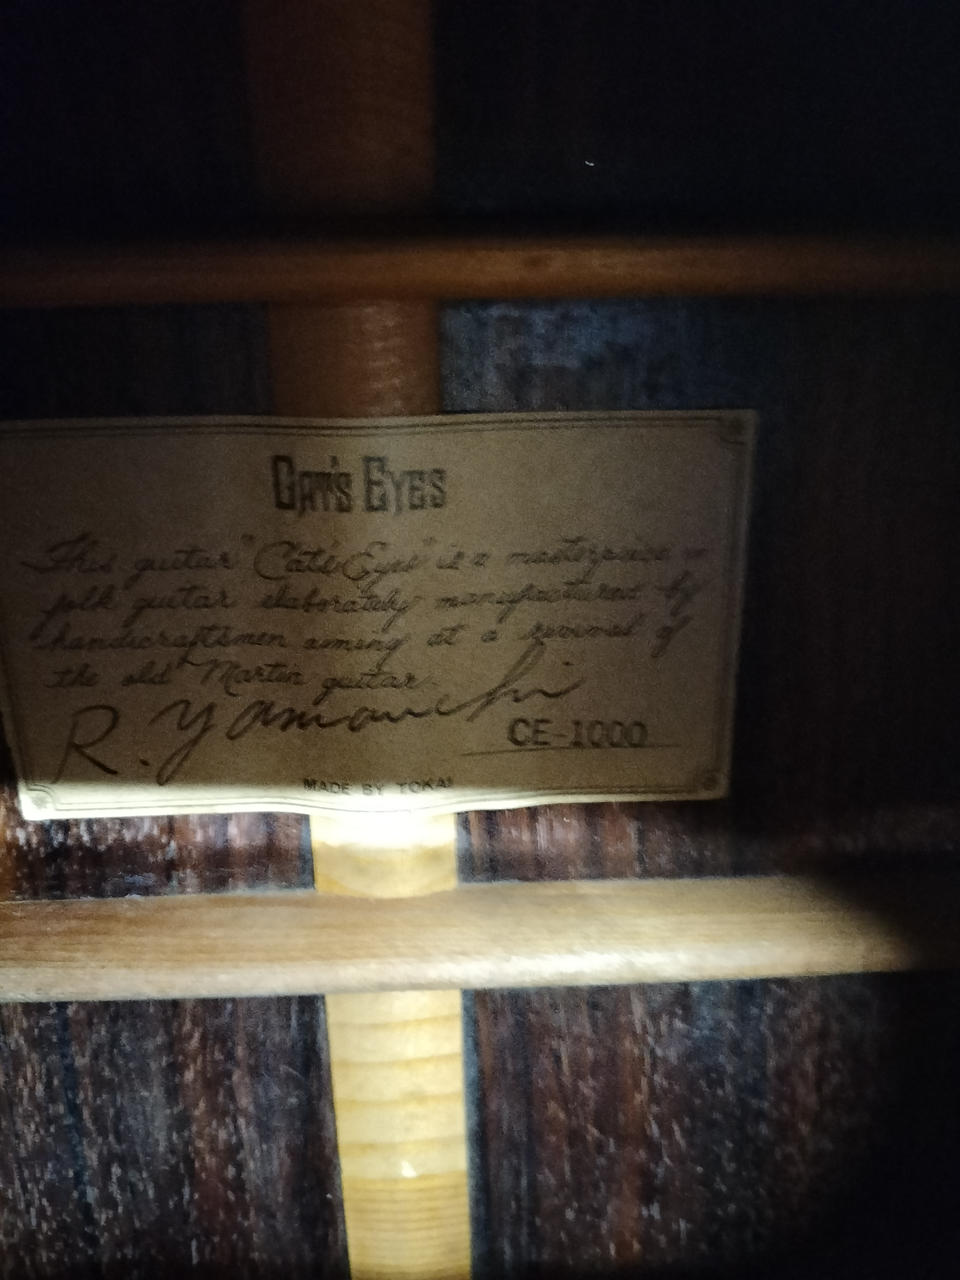 CAT'S EYES
This guitar "Cat's Eyes" is a masterpiece
folk guitar elaborately manufactured by
handicraftsmen aiming at a revival of
the old Martin guitar.
R. Yamauchi
CE-1000
MADE BY TOKAI